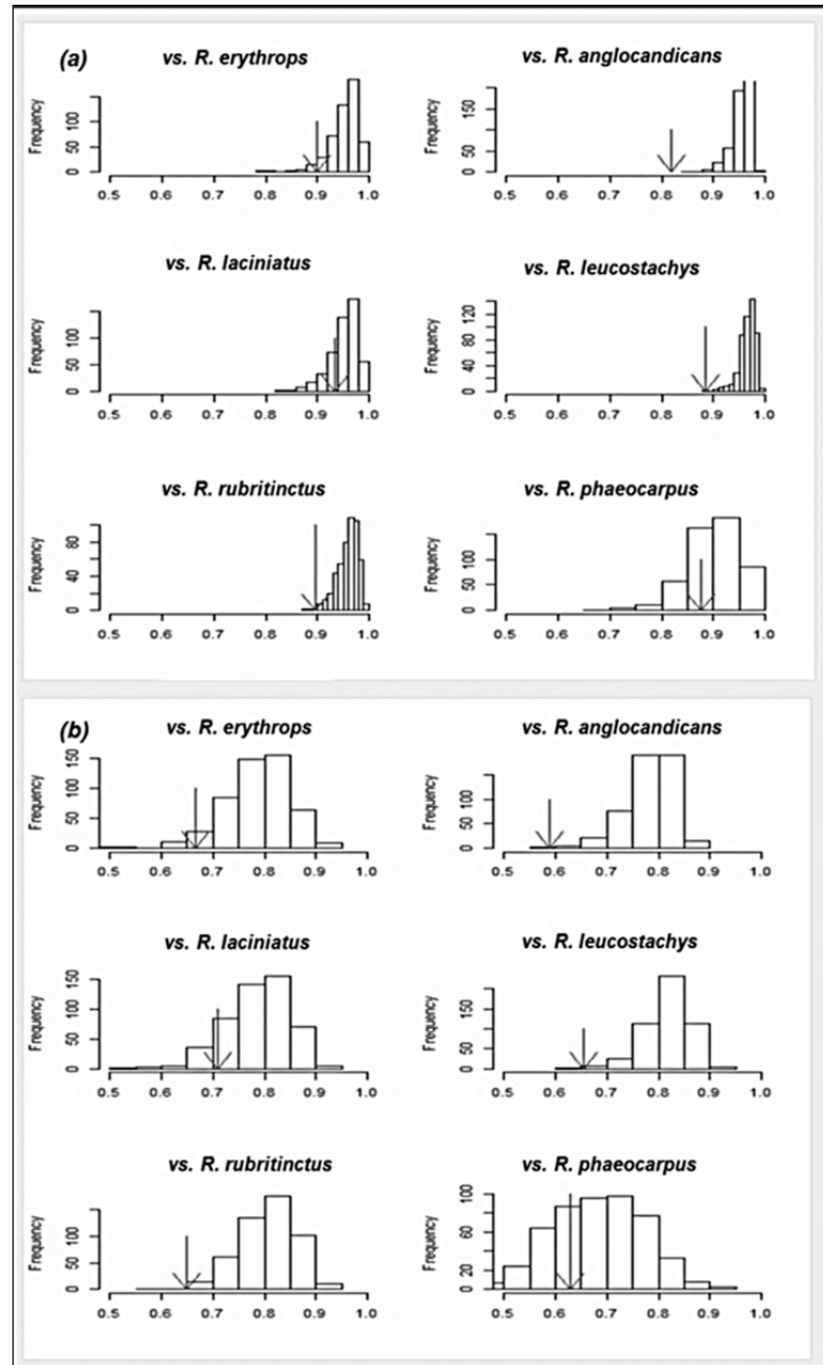 (a)
vs. R. erythrops
vs. R. anglocandicans
Frequency
0 50 100
0.5 0.6 0.7 0.8 0.9 1.0
Frequency
0 50 150
0.5 0.6 0.7 0.8 0.9 1.0
vs. R. laciniatus
vs. R. leucostachys
Frequency
0 50 100
0.5 0.6 0.7 0.8 0.9 1.0
Frequency
0 40 80 120
0.5 0.6 0.7 0.8 0.9 1.0
vs. R. rubritinctus
vs. R. phaeocarpus
Frequency
0 40 80
0.5 0.6 0.7 0.8 0.9 1.0
Frequency
0 50 150
0.5 0.6 0.7 0.8 0.9 1.0
(b)
vs. R. erythrops
vs. R. anglocandicans
Frequency
0 50 100 150
0.5 0.6 0.7 0.8 0.9 1.0
Frequency
0 50 150
0.5 0.6 0.7 0.8 0.9 1.0
vs. R. laciniatus
vs. R. leucostachys
Frequency
0 50 100 150
0.5 0.6 0.7 0.8 0.9 1.0
Frequency
0 50 150
0.5 0.6 0.7 0.8 0.9 1.0
vs. R. rubritinctus
vs. R. phaeocarpus
Frequency
0 50 100
0.5 0.6 0.7 0.8 0.9 1.0
Frequency
0 20 60 100
0.5 0.6 0.7 0.8 0.9 1.0